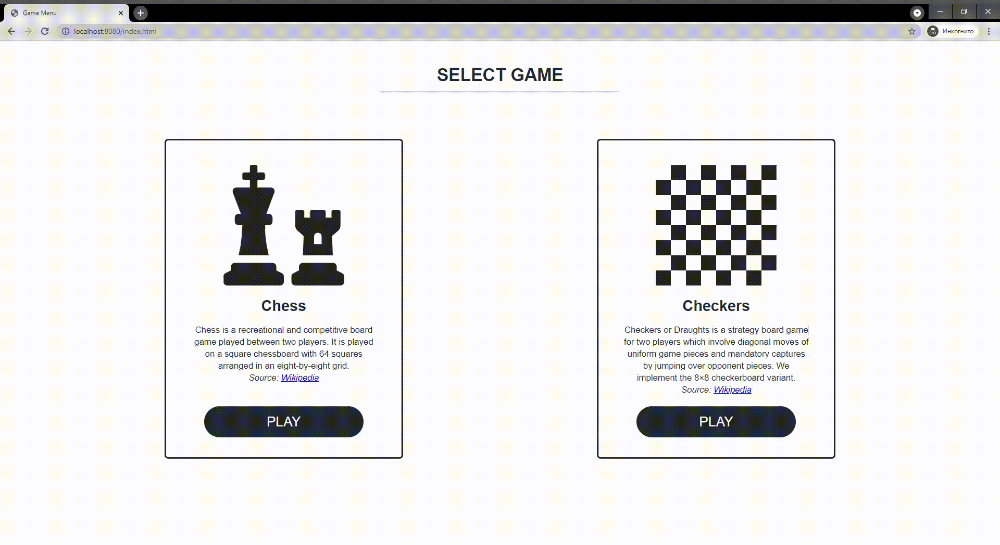 Game Menu
localhost:8080/index.html
Инкогнито
SELECT GAME
Chess
Chess is a recreational and competitive board
game played between two players. It is played
on a square chessboard with 64 squares
arranged in an eight-by-eight grid.
Source: Wikipedia
PLAY
Checkers
Checkers or Draughts is a strategy board game
for two players which involve diagonal moves of
uniform game pieces and mandatory captures
by jumping over opponent pieces. We
implement the 8×8 checkerboard variant.
Source: Wikipedia
PLAY